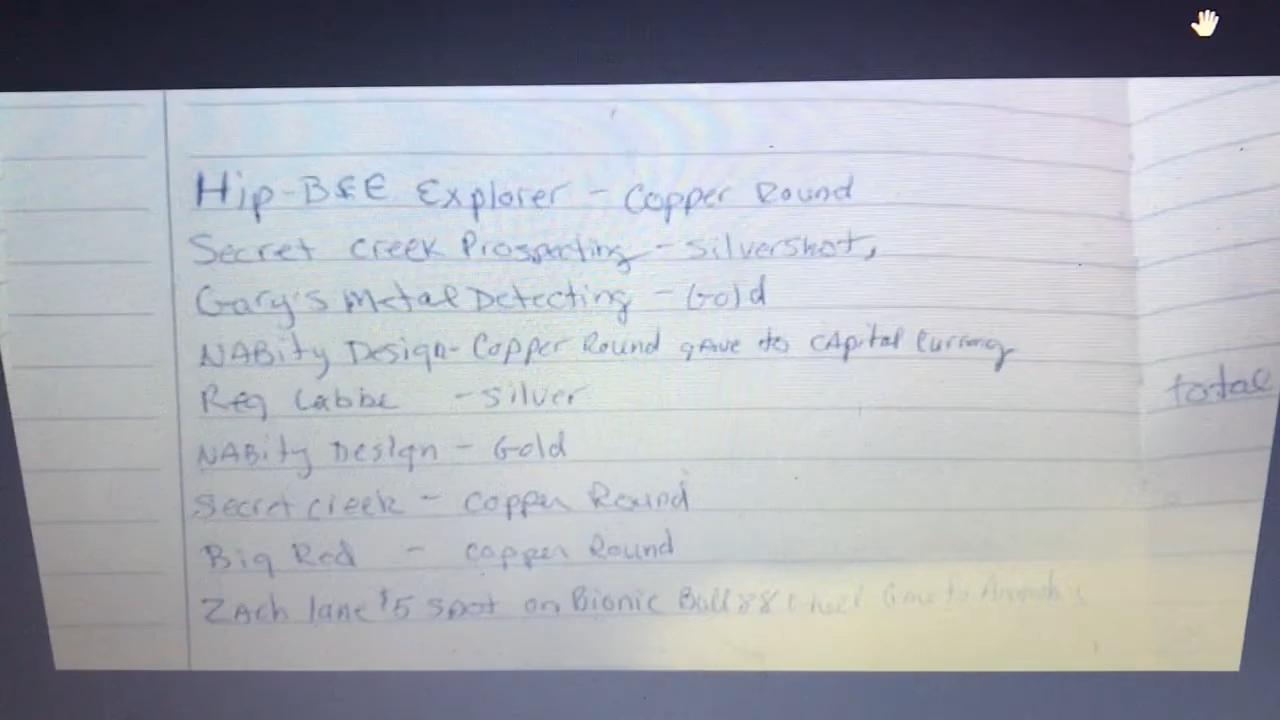 Hip-B&E Explorer - Copper Round
Secret Creek Prospecting - Silvershot,
Gary's Metal Detecting - Gold
NABity Design - Copper Round gave to Capital
total
Reg Labbe - Silver
NABity Design - Gold
Secret Creek - Copper Round
Big Red - Copper Round
Zach lane $5 spot on Bionic Ball 88